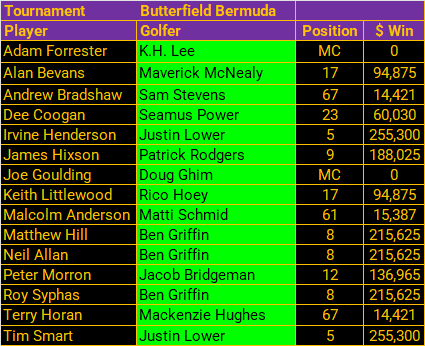 Tournament Butterfield Bermuda
Player Golfer Position $ Win
Adam Forrester K.H. Lee MC 0
Alan Bevans Maverick McNealy 17 94,875
Andrew Bradshaw Sam Stevens 67 14,421
Dee Coogan Seamus Power 23 60,030
Irvine Henderson Justin Lower 5 255,300
James Hixson Patrick Rodgers 9 188,025
Joe Goulding Doug Ghim MC 0
Keith Littlewood Rico Hoey 17 94,875
Malcolm Anderson Matti Schmid 61 15,387
Matthew Hill Ben Griffin 8 215,625
Neil Allan Ben Griffin 8 215,625
Peter Morron Jacob Bridgeman 12 136,965
Roy Syphas Ben Griffin 8 215,625
Terry Horan Mackenzie Hughes 67 14,421
Tim Smart Justin Lower 5 255,300